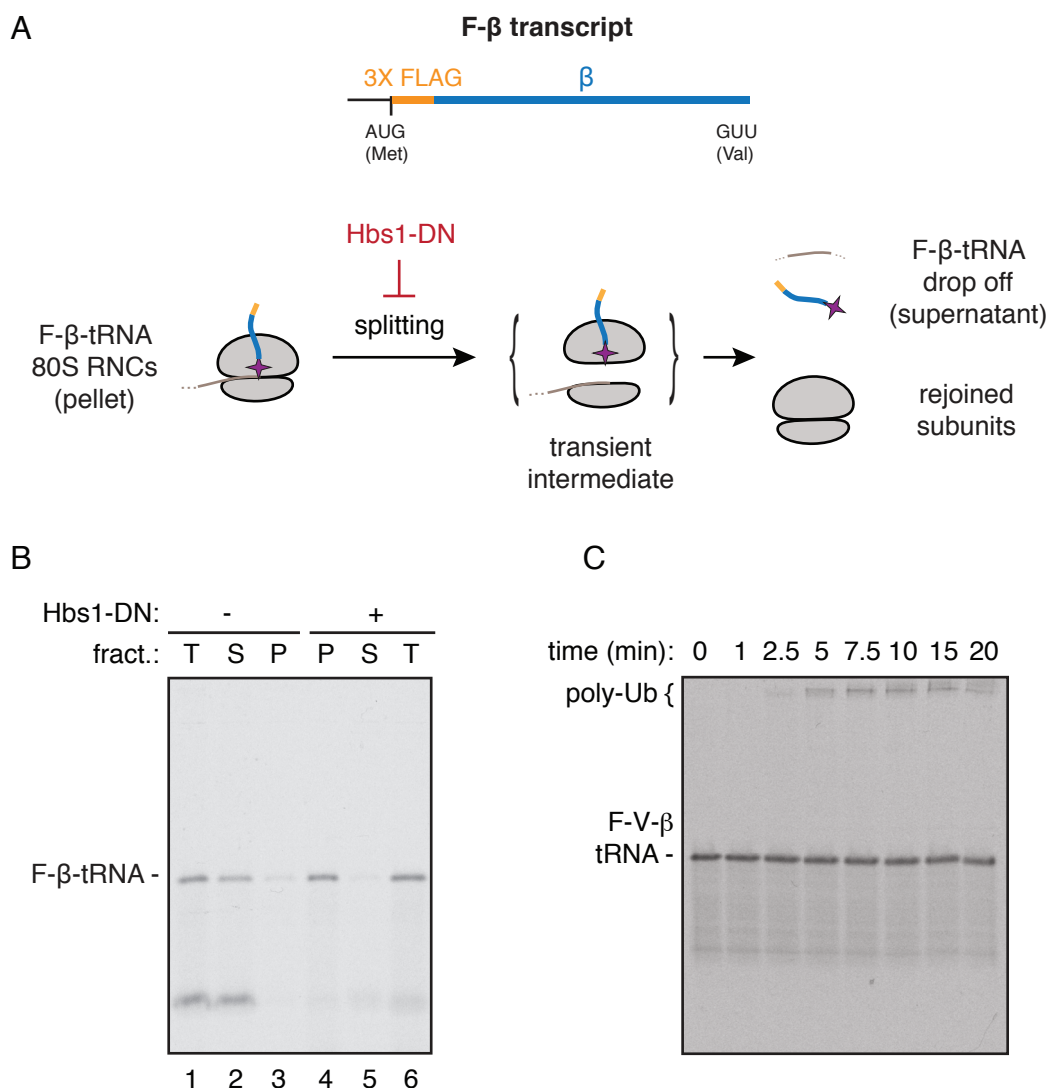 A
F-β transcript
3X FLAG
β
AUG
(Met)
GUU
(Val)
Hbs1-DN
splitting
F-β-tRNA
80S RNCs
(pellet)
transient
intermediate
F-β-tRNA
drop off
(supernatant)
rejoined
subunits
B
Hbs1-DN: - +
fract.: T S P P S T
F-β-tRNA -
1 2 3 4 5 6
C
time (min): 0 1 2.5 5 7.5 10 15 20
poly-Ub {
F-V-β
tRNA -